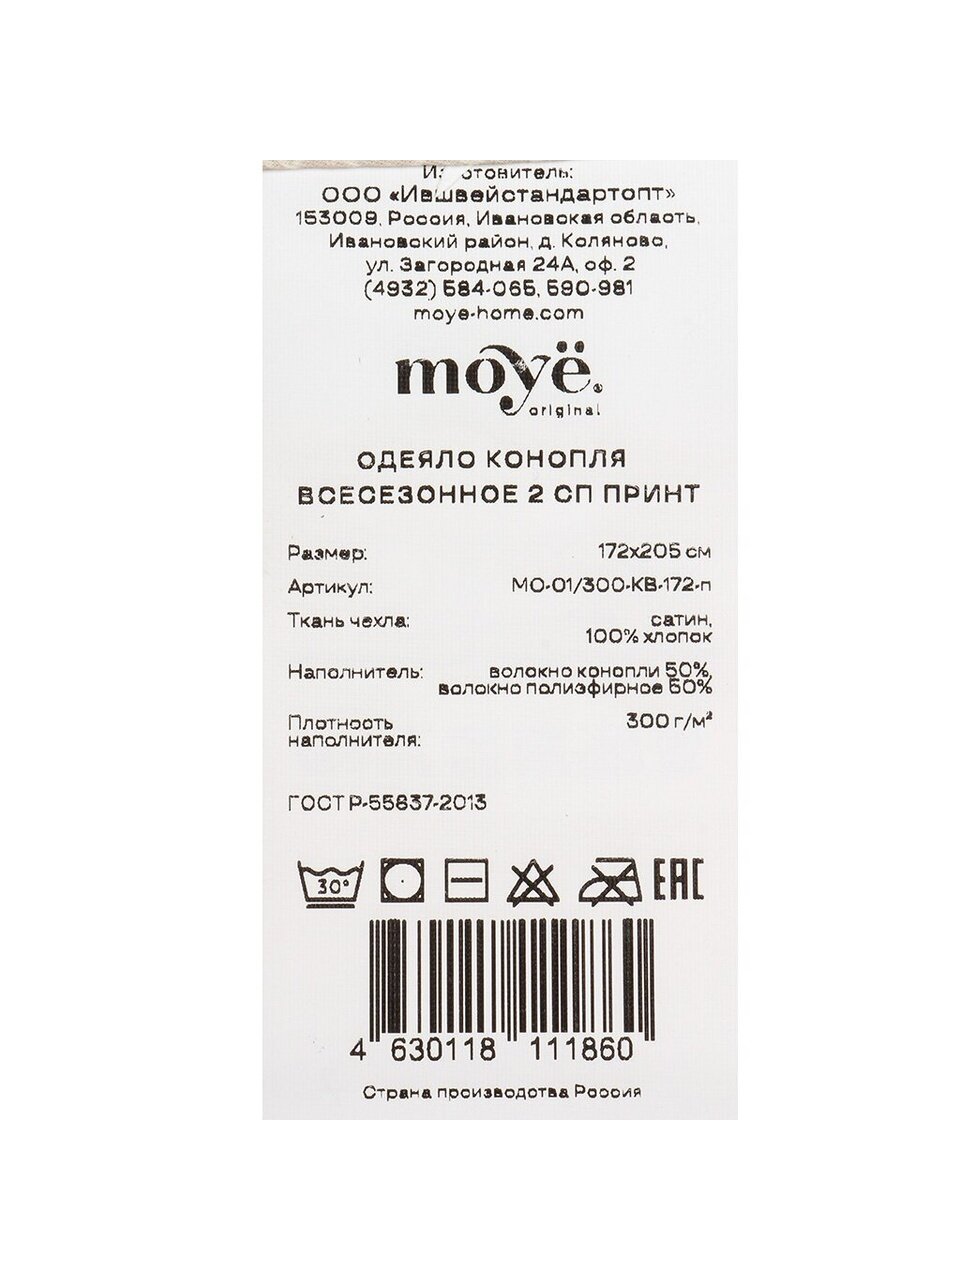 Изготовитель:
ООО «Ившвейстандартопт»
153009, Россия, Ивановская область,
Ивановский район, д. Коляново,
ул. Загородная 24А, оф. 2
(4932) 584-065, 590-981
moye-home.com
moyё®
original
ОДЕЯЛО КОНОПЛЯ
ВСЕСЕЗОННОЕ 2 СП ПРИНТ
Размер: 172х205 см
Артикул: МО-01/300-КВ-172-п
Ткань чехла: сатин,
100% хлопок
Наполнитель: волокно конопли 50%,
волокно полиэфирное 50%
Плотность 300 г/м²
наполнителя:
ГОСТ Р-55837-2013
30° ЕАС
4 630118 111860
Страна производства Россия